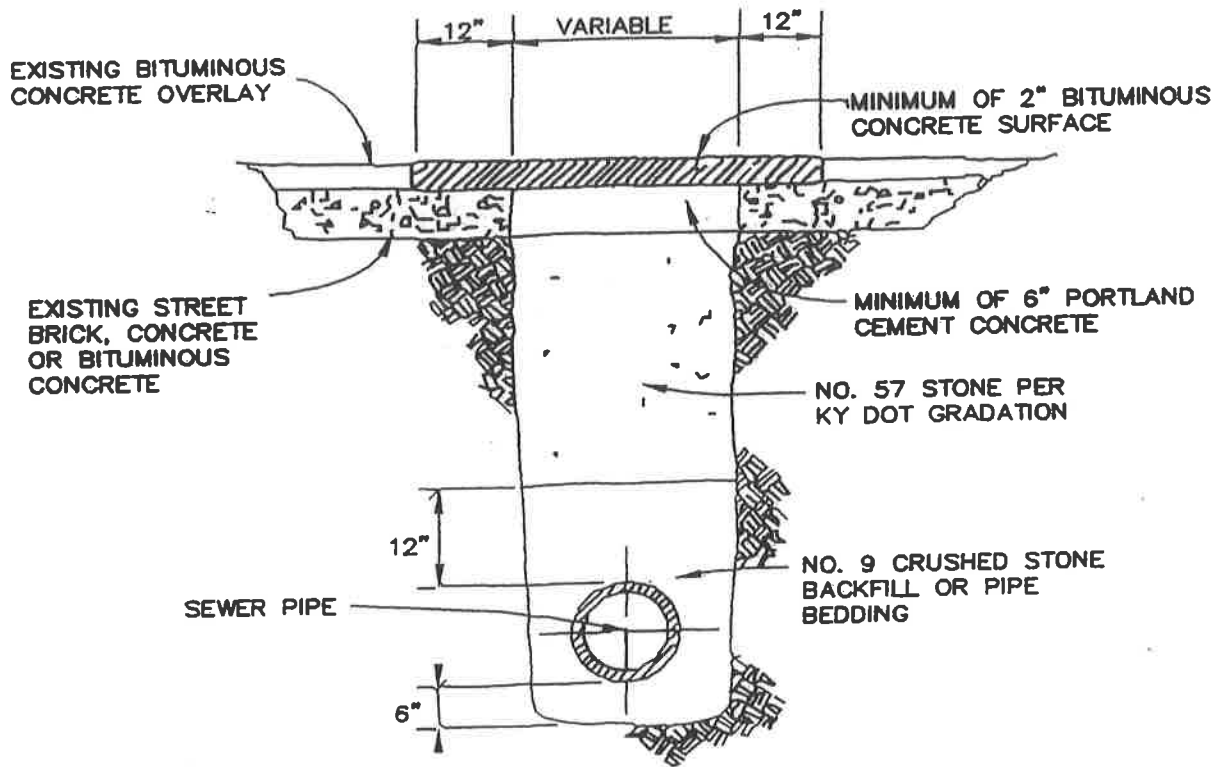 12"
VARIABLE
12"
EXISTING BITUMINOUS
CONCRETE OVERLAY
MINIMUM OF 2" BITUMINOUS
CONCRETE SURFACE
EXISTING STREET
BRICK, CONCRETE
OR BITUMINOUS
CONCRETE
MINIMUM OF 6" PORTLAND
CEMENT CONCRETE
NO. 57 STONE PER
KY DOT GRADATION
12"
NO. 9 CRUSHED STONE
BACKFILL OR PIPE
BEDDING
SEWER PIPE
6"